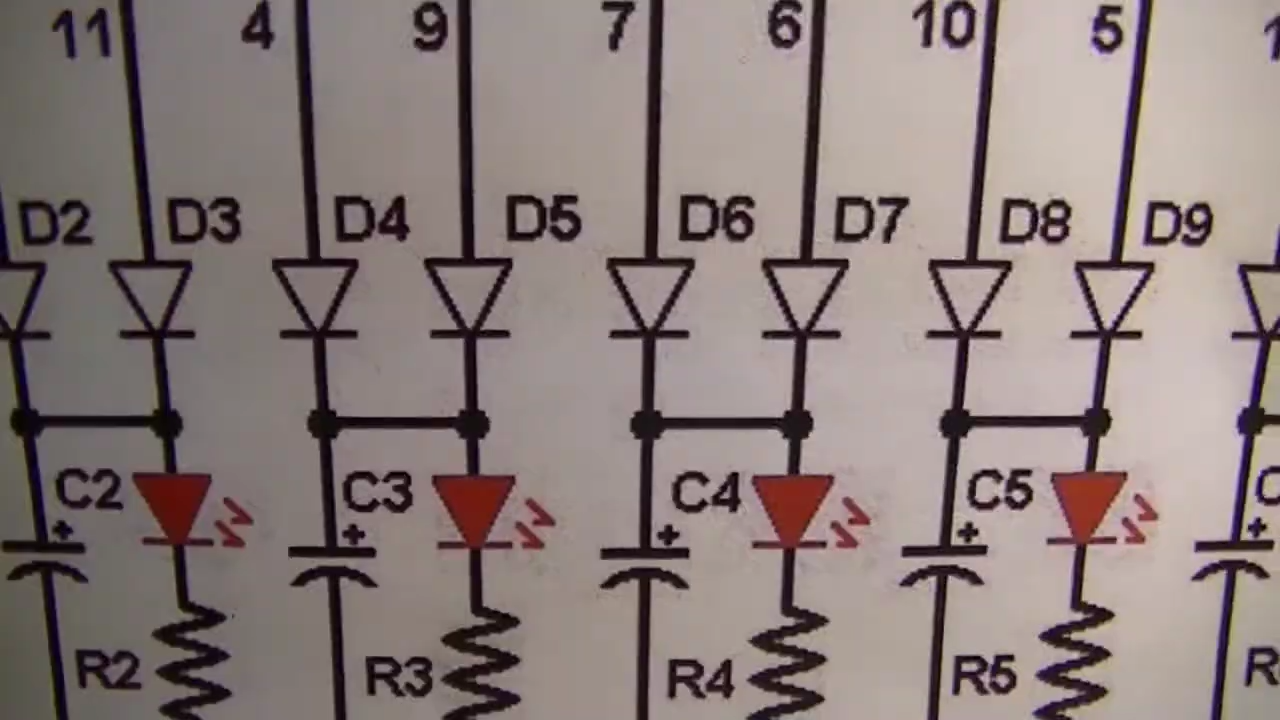 11 4 9 7 6 10 5
D2 D3 D4 D5 D6 D7 D8 D9
C2 C3 C4 C5
+ + + + +
R2 R3 R4 R5